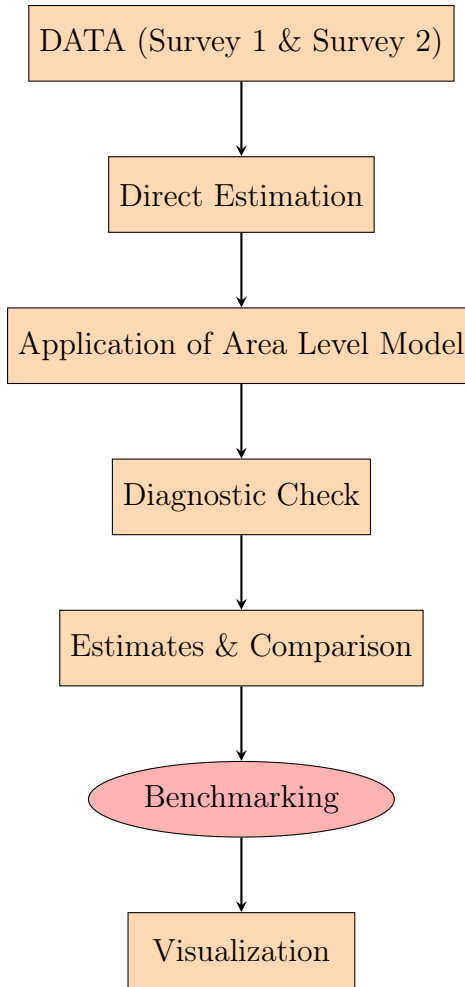 DATA (Survey 1 & Survey 2)
Direct Estimation
Application of Area Level Model
Diagnostic Check
Estimates & Comparison
Benchmarking
Visualization